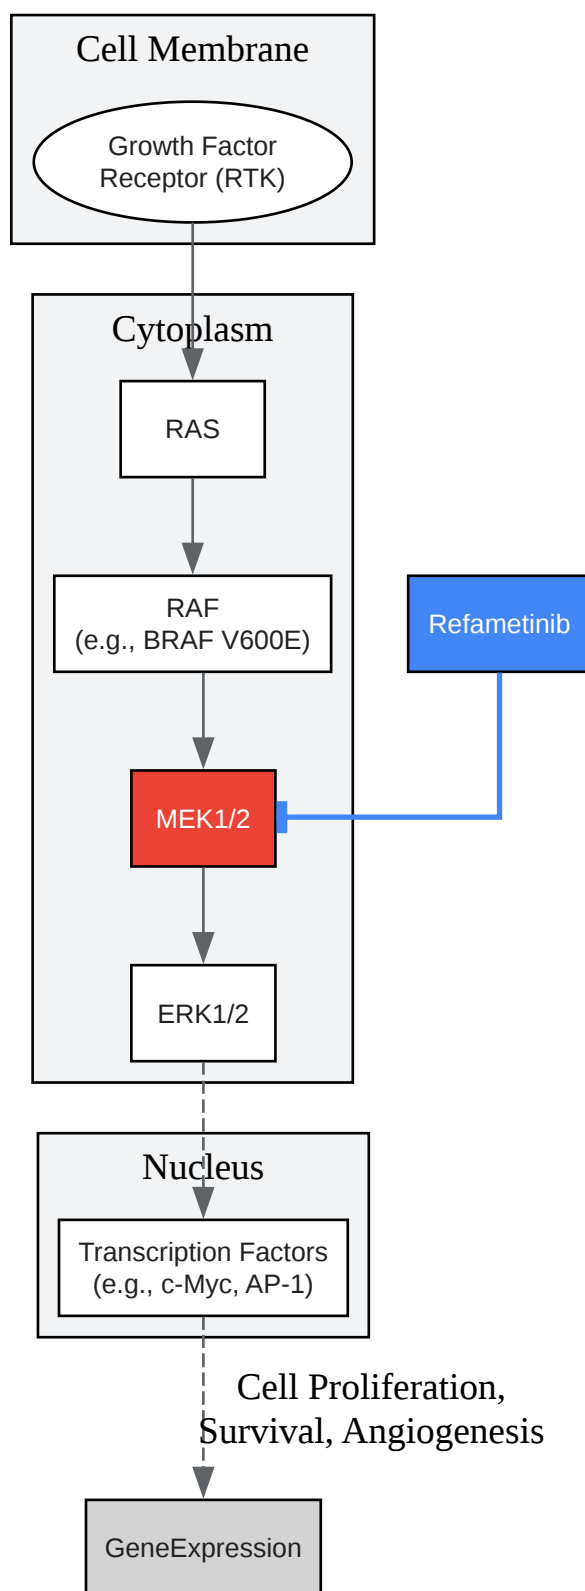 Cell Membrane
Growth Factor
Receptor (RTK)
Cytoplasm
RAS
RAF
(e.g., BRAF V600E)
Refametinib
MEK1/2
ERK1/2
Nucleus
Transcription Factors
(e.g., c-Myc, AP-1)
Cell Proliferation,
Survival, Angiogenesis
GeneExpression